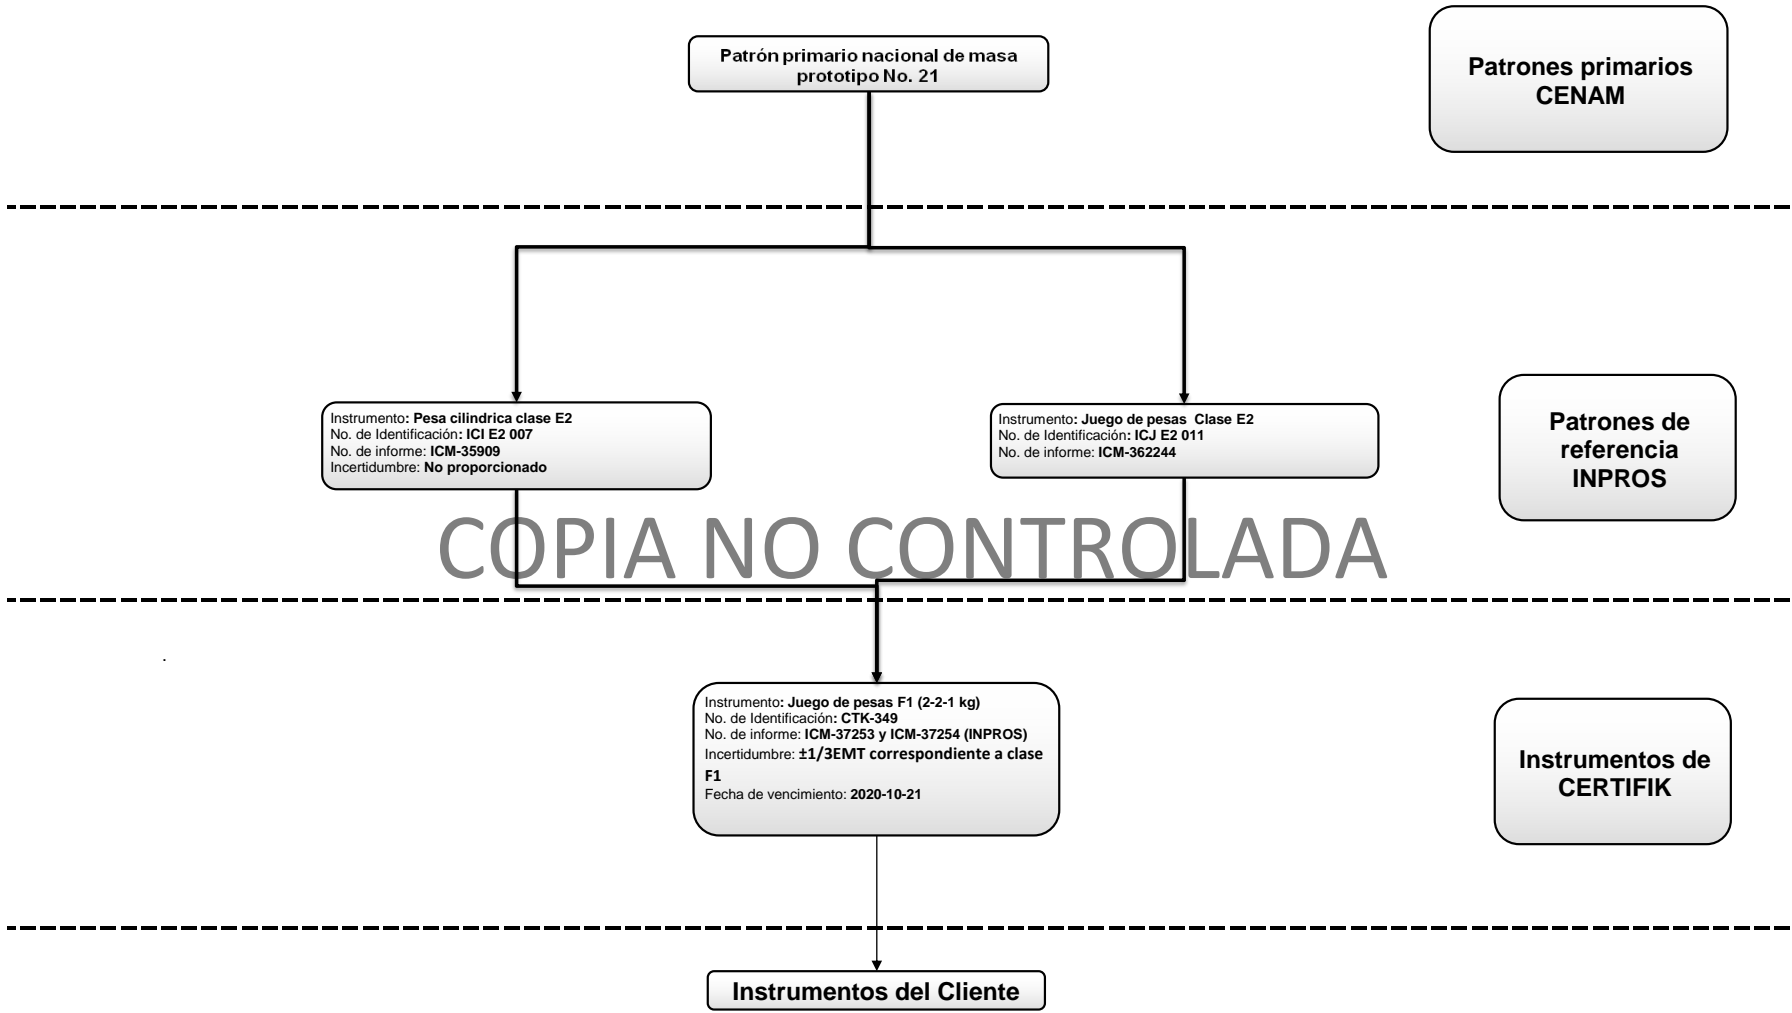 Patrón primario nacional de masa
prototipo No. 21
Patrones primarios
CENAM
Instrumento: Pesa cilindrica clase E2
No. de Identificación: ICI E2 007
No. de informe: ICM-35909
Incertidumbre: No proporcionado
Instrumento: Juego de pesas Clase E2
No. de Identificación: ICJ E2 011
No. de informe: ICM-362244
Patrones de
referencia
INPROS
COPIA NO CONTROLADA
.
Instrumento: Juego de pesas F1 (2-2-1 kg)
No. de Identificación: CTK-349
No. de informe: ICM-37253 y ICM-37254 (INPROS)
Incertidumbre: ±1/3EMT correspondiente a clase
F1
Fecha de vencimiento: 2020-10-21
Instrumentos de
CERTIFIK
Instrumentos del Cliente